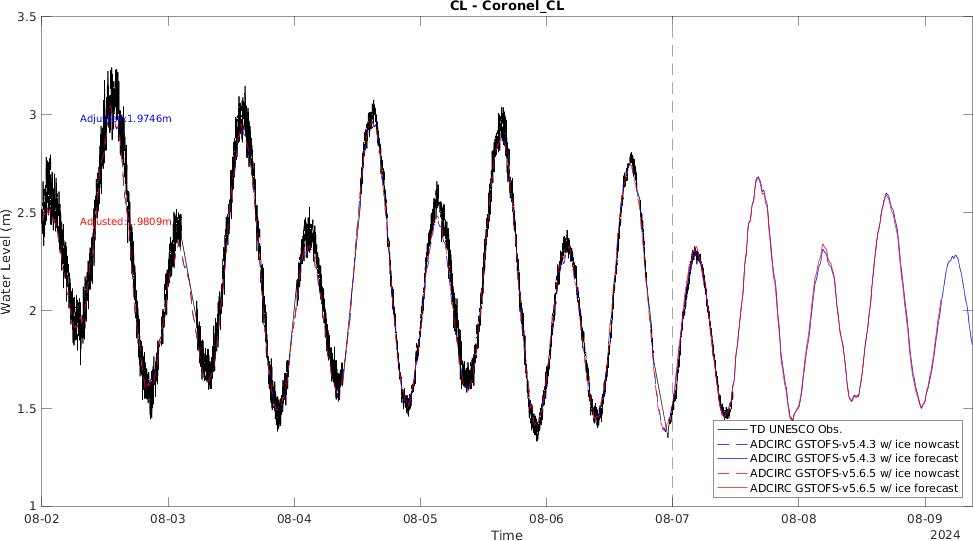 CL - Coronel_CL
3.5
3
2.5
2
1.5
1
Water Level (m)
Adjusted:1.9746m
Adjusted:1.9809m
08-02 08-03 08-04 08-05 08-06 08-07 08-08 08-09
Time
2024
TD UNESCO Obs.
ADCIRC GSTOFS-v5.4.3 w/ ice nowcast
ADCIRC GSTOFS-v5.4.3 w/ ice forecast
ADCIRC GSTOFS-v5.6.5 w/ ice nowcast
ADCIRC GSTOFS-v5.6.5 w/ ice forecast